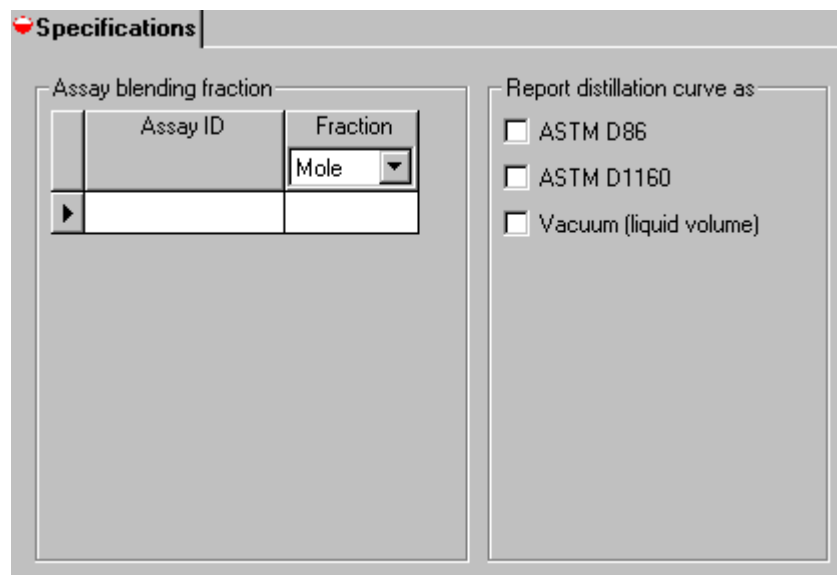 Specifications
Assay blending fraction
Assay ID
Fraction
Mole
Report distillation curve as
ASTM D86
ASTM D1160
Vacuum (liquid volume)